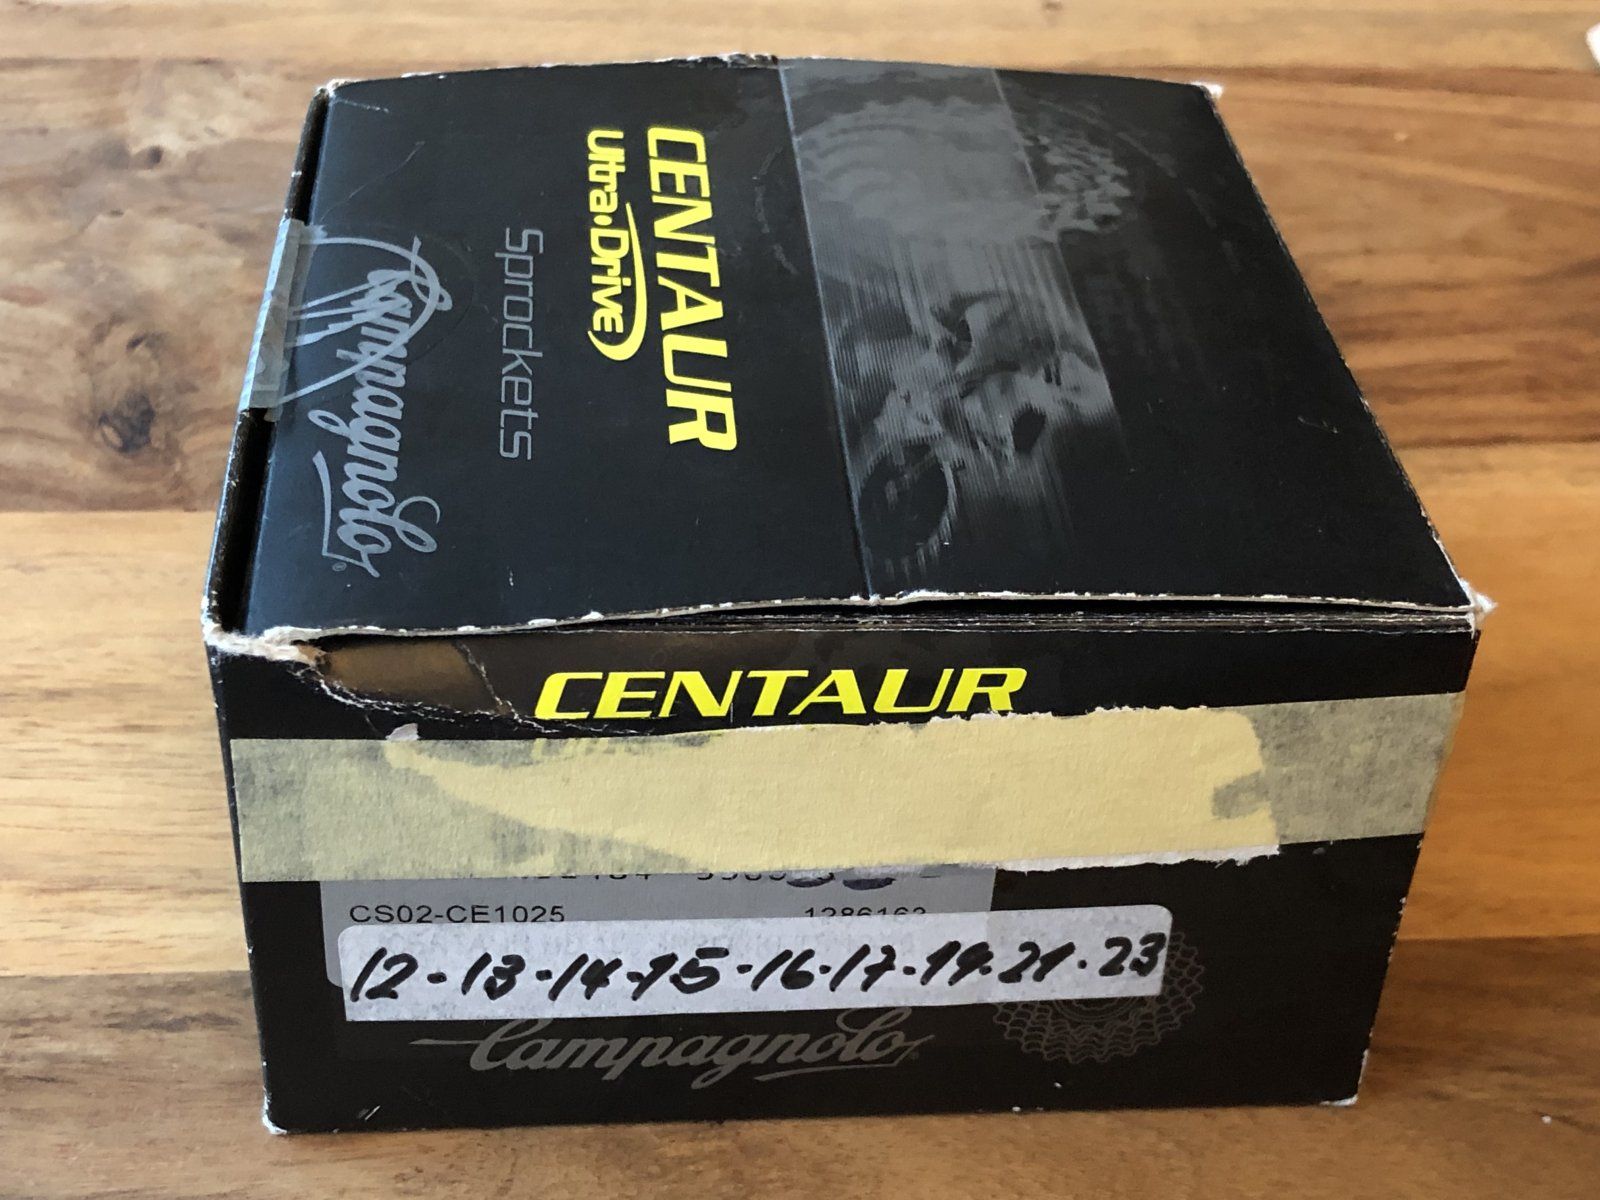 CENTAUR
Ultra•Drive
Sprockets
Campagnolo®
CENTAUR
CS02-CE1025
12-13-14-15-16-17-19-21-23
Campagnolo